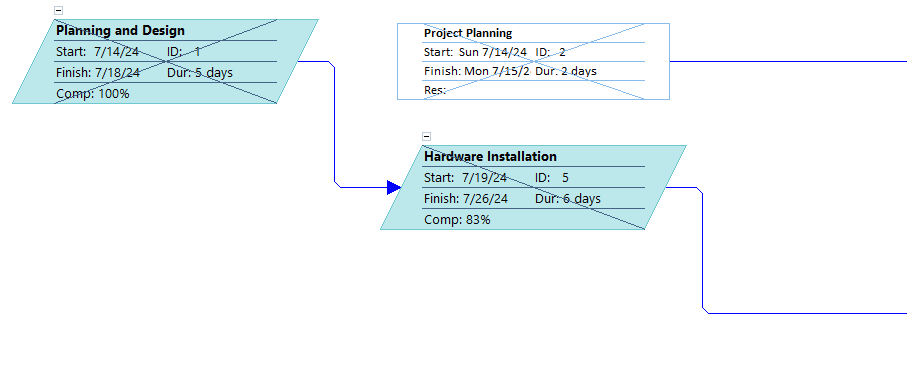 Planning and Design
Start: 7/14/24 ID: 1
Finish: 7/18/24 Dur: 5 days
Comp: 100%
Project Planning
Start: Sun 7/14/24 ID: 2
Finish: Mon 7/15/2 Dur: 2 days
Res:
Hardware Installation
Start: 7/19/24 ID: 5
Finish: 7/26/24 Dur: 6 days
Comp: 83%